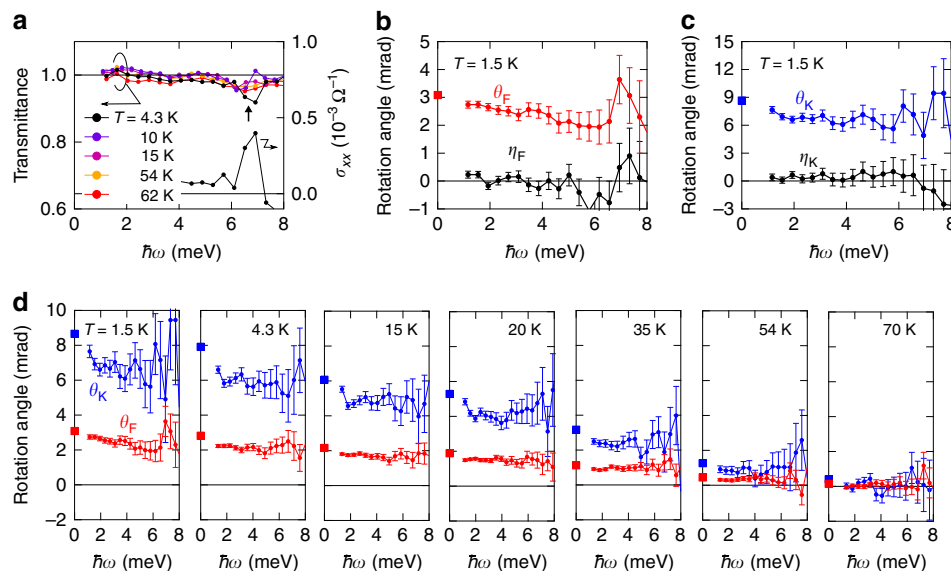 a
Transmittance
1.0
0.8
0.6
0 2 4 6 8
ħω (meV)
1.0
0.5
0.0
σxx (10⁻³ Ω⁻¹)
T = 4.3 K
10 K
15 K
54 K
62 K
b
Rotation angle (mrad)
5
4
3
2
1
0
−1
T = 1.5 K
θF
ηF
0 2 4 6 8
ħω (meV)
c
Rotation angle (mrad)
15
12
9
6
3
0
−3
T = 1.5 K
θK
ηK
0 2 4 6 8
ħω (meV)
d
Rotation angle (mrad)
10
8
6
4
2
0
−2
T = 1.5 K
θK
θF
4.3 K
15 K
20 K
35 K
54 K
70 K
0 2 4 6 8
0 2 4 6 8
0 2 4 6 8
0 2 4 6 8
0 2 4 6 8
0 2 4 6 8
0 2 4 6 8
ħω (meV)
ħω (meV)
ħω (meV)
ħω (meV)
ħω (meV)
ħω (meV)
ħω (meV)